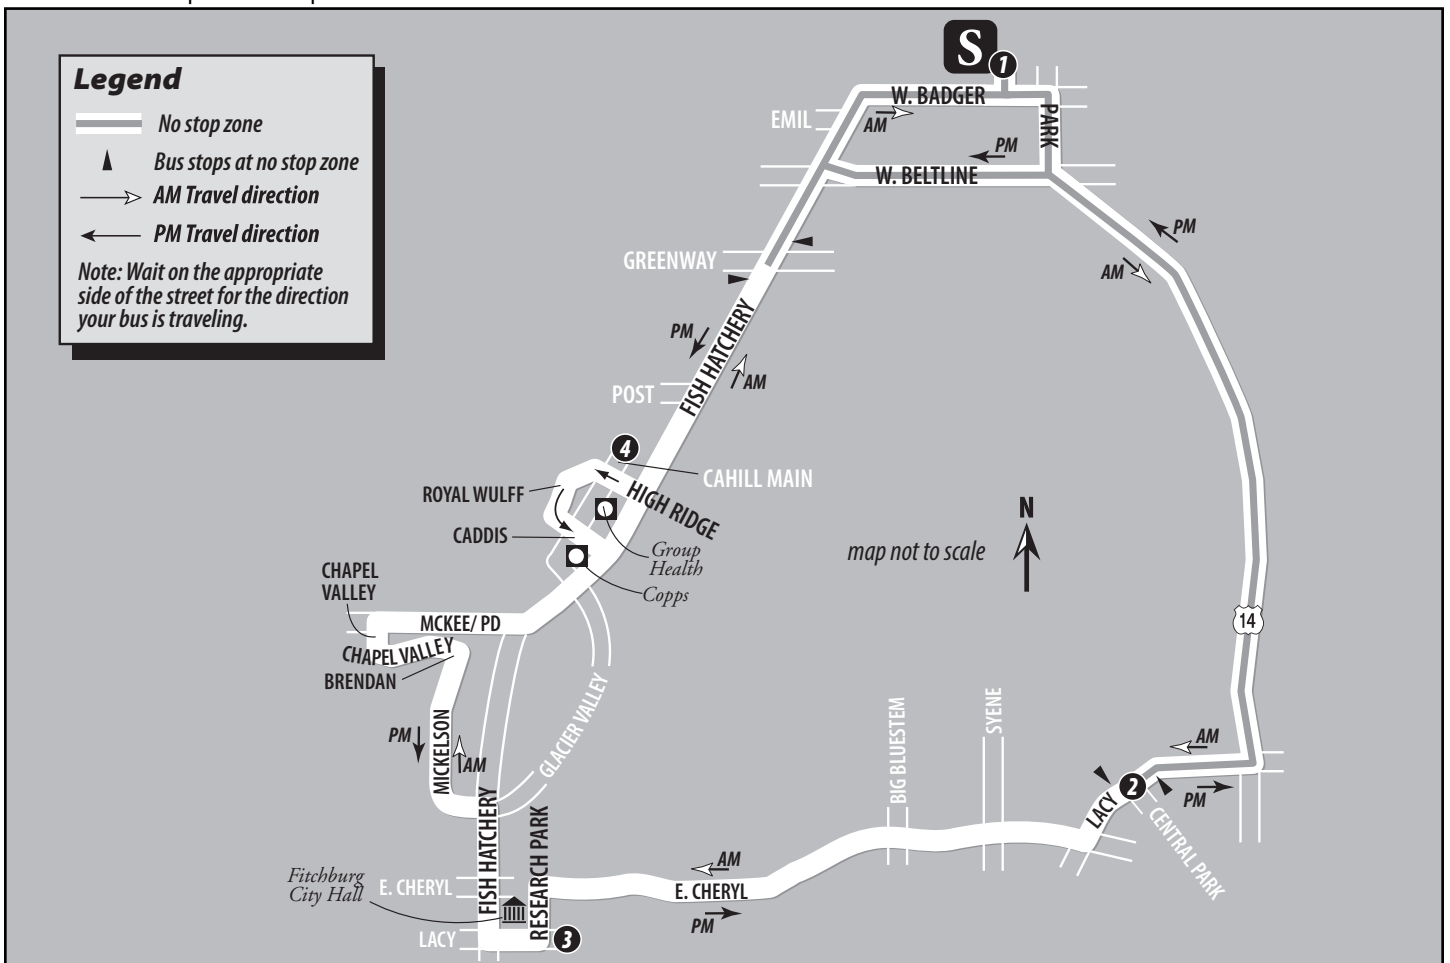 Legend
No stop zone
Bus stops at no stop zone
AM Travel direction
PM Travel direction
Note: Wait on the appropriate
side of the street for the direction
your bus is traveling.
S
1
W. BADGER
EMIL
AM
PARK
PM
W. BELTLINE
PM
GREENWAY
AM
PM
FISH HATCHERY
AM
POST
4
CAHILL MAIN
ROYAL WULFF
HIGH RIDGE
N
CADDIS
Group
Health
map not to scale
Copps
CHAPEL
VALLEY
MCKEE/ PD
14
CHAPEL VALLEY
BRENDAN
GLACIER VALLEY
BIG BLUESTEM
SYENE
PM
MICKELSON
AM
AM
2
PM
LACY
CENTRAL PARK
FISH HATCHERY
RESEARCH PARK
AM
Fitchburg
City Hall
E. CHERYL
E. CHERYL
PM
LACY
3